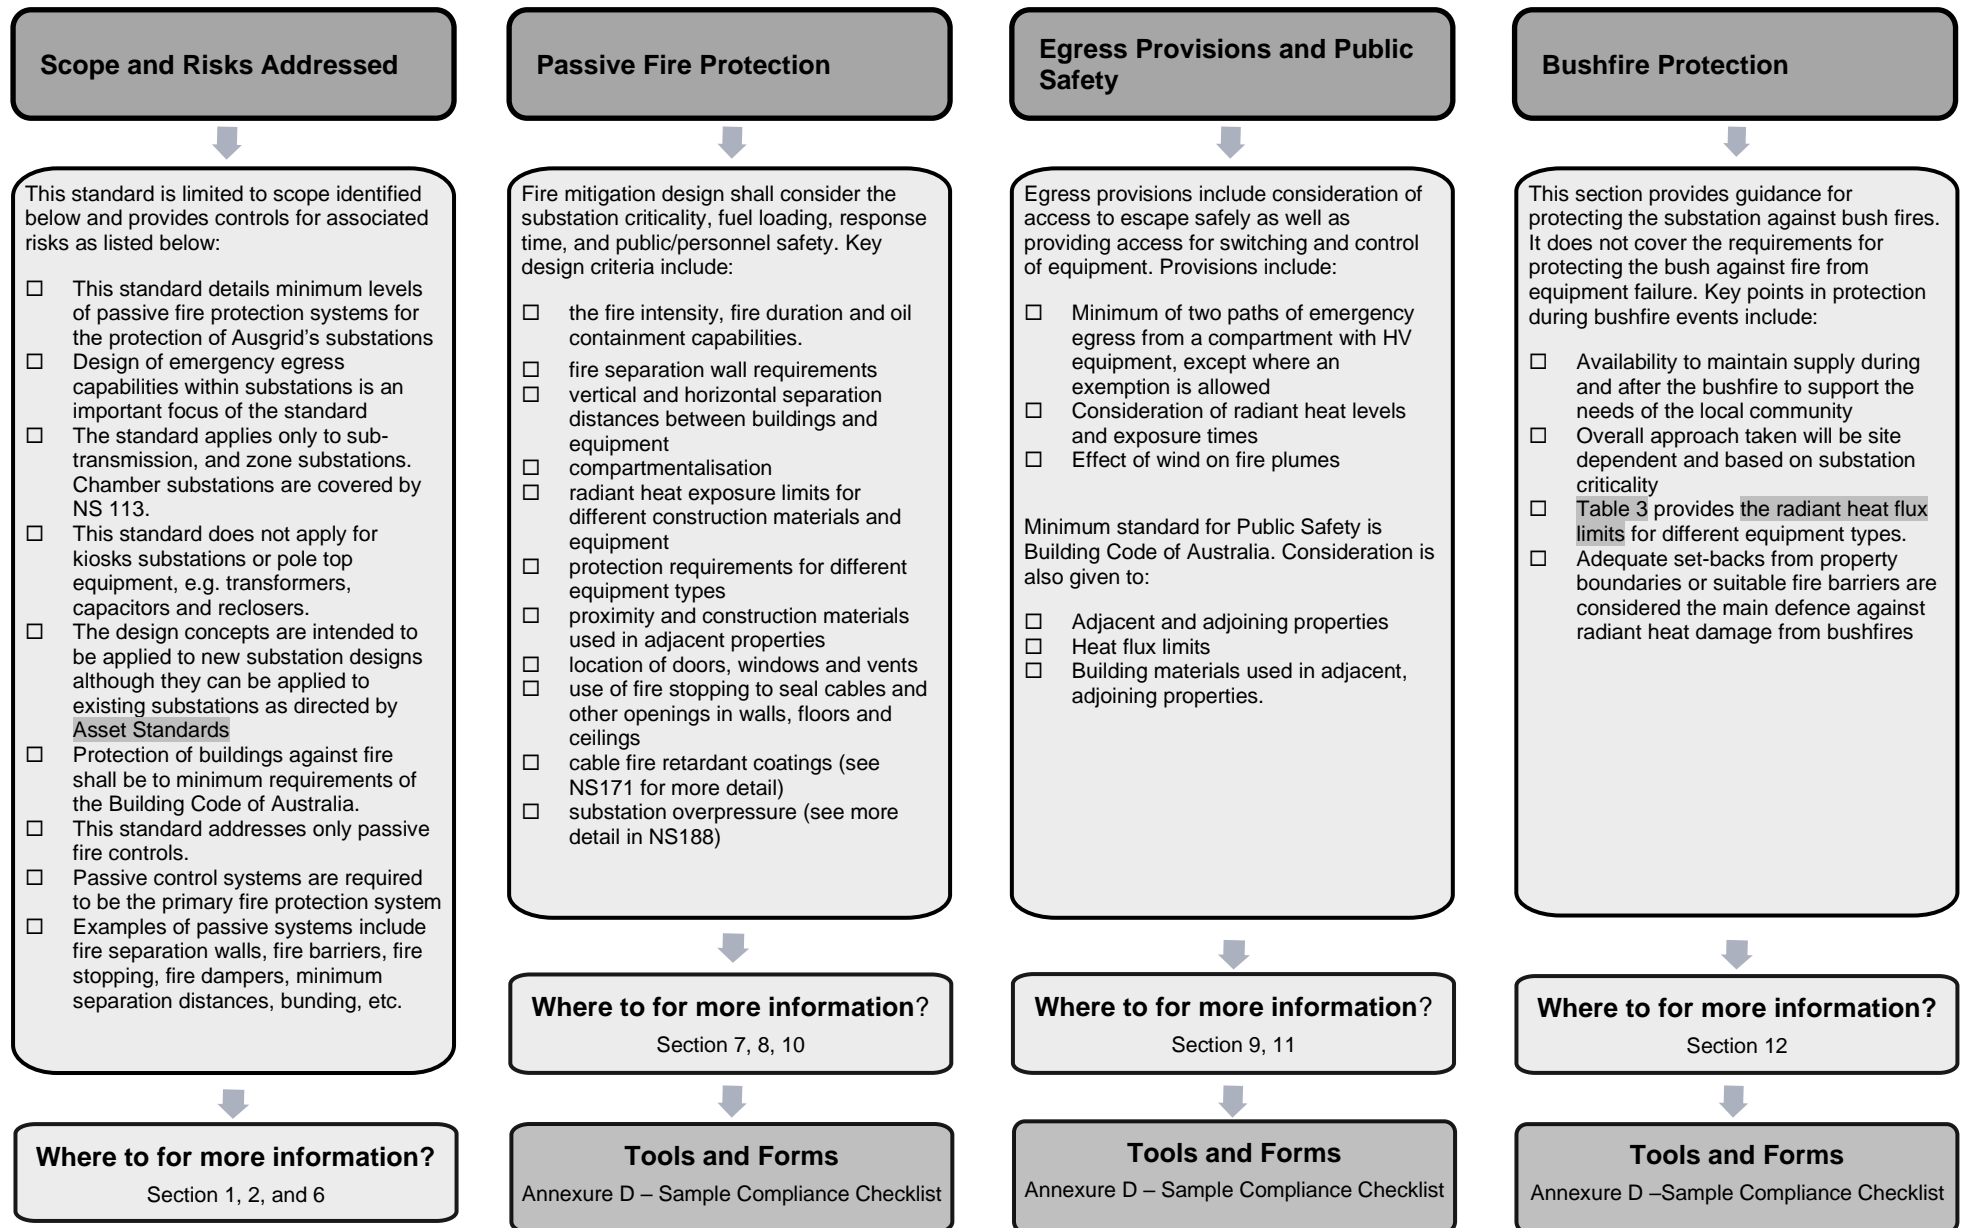 Scope and Risks Addressed
This standard is limited to scope identified
below and provides controls for associated
risks as listed below:
☐ This standard details minimum levels
of passive fire protection systems for
the protection of Ausgrid's substations
☐ Design of emergency egress
capabilities within substations is an
important focus of the standard
☐ The standard applies only to sub-
transmission, and zone substations.
Chamber substations are covered by
NS 113.
☐ This standard does not apply for
kiosks substations or pole top
equipment, e.g. transformers,
capacitors and reclosers.
☐ The design concepts are intended to
be applied to new substation designs
although they can be applied to
existing substations as directed by
Asset Standards
☐ Protection of buildings against fire
shall be to minimum requirements of
the Building Code of Australia.
☐ This standard addresses only passive
fire controls.
☐ Passive control systems are required
to be the primary fire protection system
☐ Examples of passive systems include
fire separation walls, fire barriers, fire
stopping, fire dampers, minimum
separation distances, bunding, etc.
Where to for more information?
Section 1, 2, and 6
Passive Fire Protection
Fire mitigation design shall consider the
substation criticality, fuel loading, response
time, and public/personnel safety. Key
design criteria include:
☐ the fire intensity, fire duration and oil
containment capabilities.
☐ fire separation wall requirements
☐ vertical and horizontal separation
distances between buildings and
equipment
☐ compartmentalisation
☐ radiant heat exposure limits for
different construction materials and
equipment
☐ protection requirements for different
equipment types
☐ proximity and construction materials
used in adjacent properties
☐ location of doors, windows and vents
☐ use of fire stopping to seal cables and
other openings in walls, floors and
ceilings
☐ cable fire retardant coatings (see
NS171 for more detail)
☐ substation overpressure (see more
detail in NS188)
Where to for more information?
Section 7, 8, 10
Tools and Forms
Annexure D – Sample Compliance Checklist
Egress Provisions and Public
Safety
Egress provisions include consideration of
access to escape safely as well as
providing access for switching and control
of equipment. Provisions include:
☐ Minimum of two paths of emergency
egress from a compartment with HV
equipment, except where an
exemption is allowed
☐ Consideration of radiant heat levels
and exposure times
☐ Effect of wind on fire plumes
Minimum standard for Public Safety is
Building Code of Australia. Consideration is
also given to:
☐ Adjacent and adjoining properties
☐ Heat flux limits
☐ Building materials used in adjacent,
adjoining properties.
Where to for more information?
Section 9, 11
Tools and Forms
Annexure D – Sample Compliance Checklist
Bushfire Protection
This section provides guidance for
protecting the substation against bush fires.
It does not cover the requirements for
protecting the bush against fire from
equipment failure. Key points in protection
during bushfire events include:
☐ Availability to maintain supply during
and after the bushfire to support the
needs of the local community
☐ Overall approach taken will be site
dependent and based on substation
criticality
☐ Table 3 provides the radiant heat flux
limits for different equipment types.
☐ Adequate set-backs from property
boundaries or suitable fire barriers are
considered the main defence against
radiant heat damage from bushfires
Where to for more information?
Section 12
Tools and Forms
Annexure D –Sample Compliance Checklist